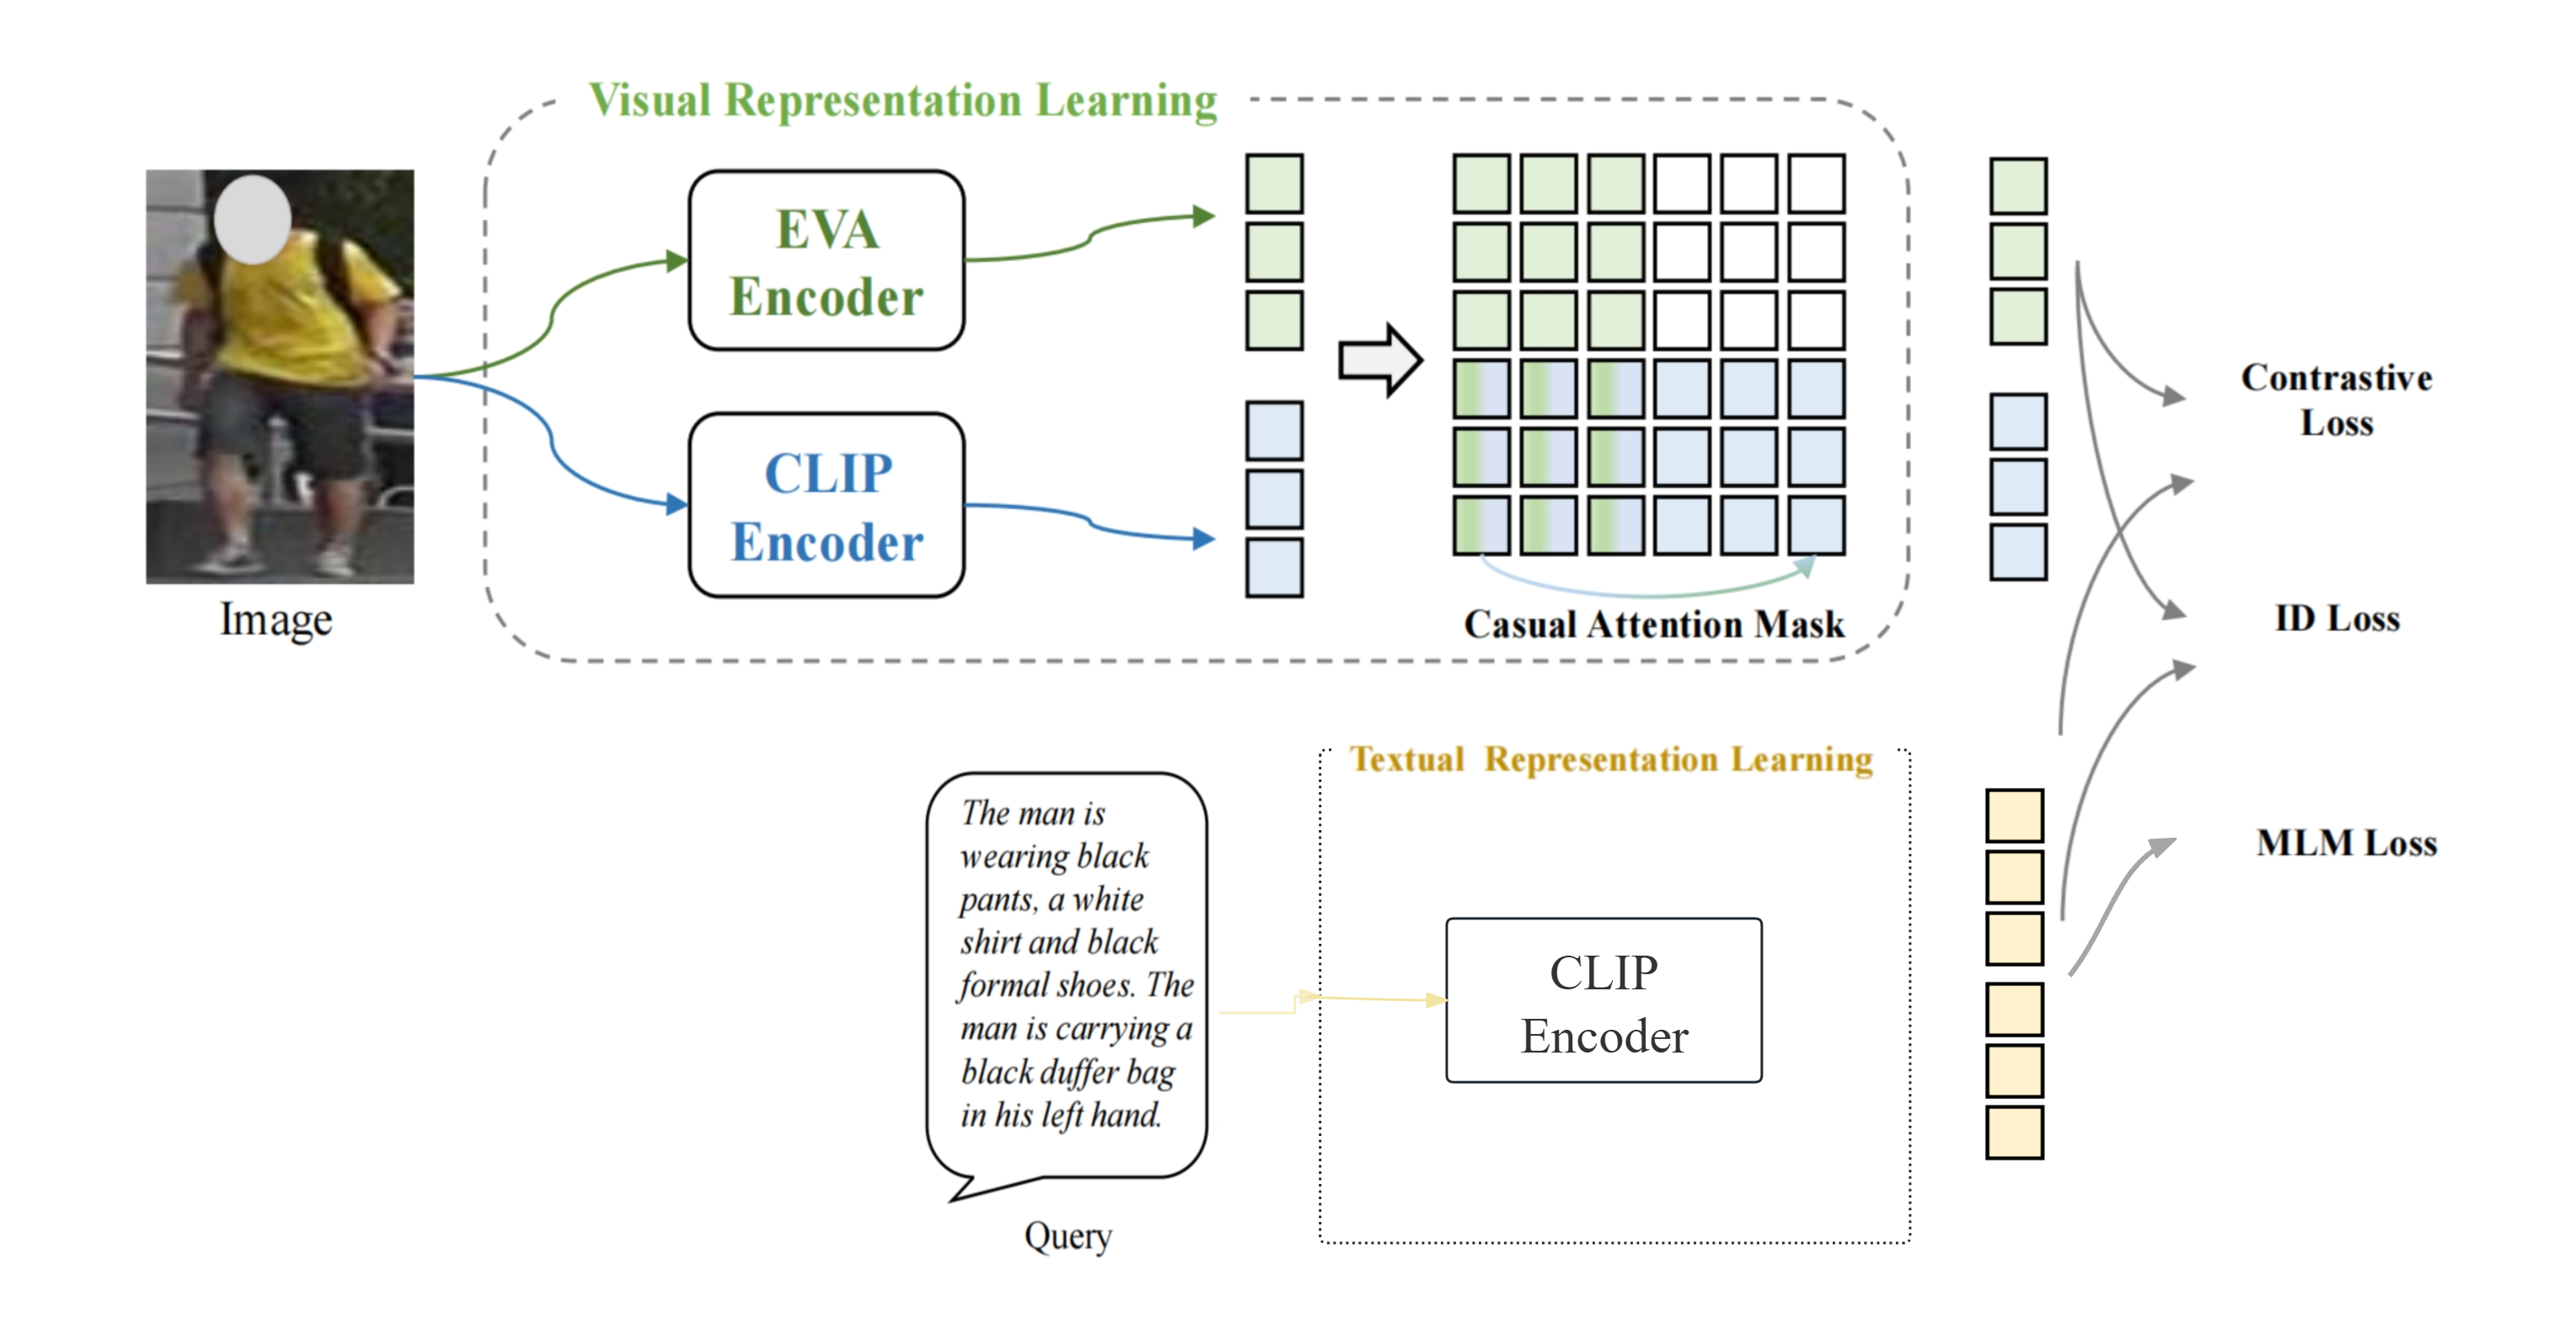 Visual Representation Learning
EVA
Encoder
CLIP
Encoder
Image
Casual Attention Mask
Contrastive
Loss
ID Loss
MLM Loss
Textual  Representation Learning
The man is
wearing black
pants, a white
shirt and black
formal shoes. The
man is carrying a
black duffer bag
in his left hand.
Query
CLIP
Encoder